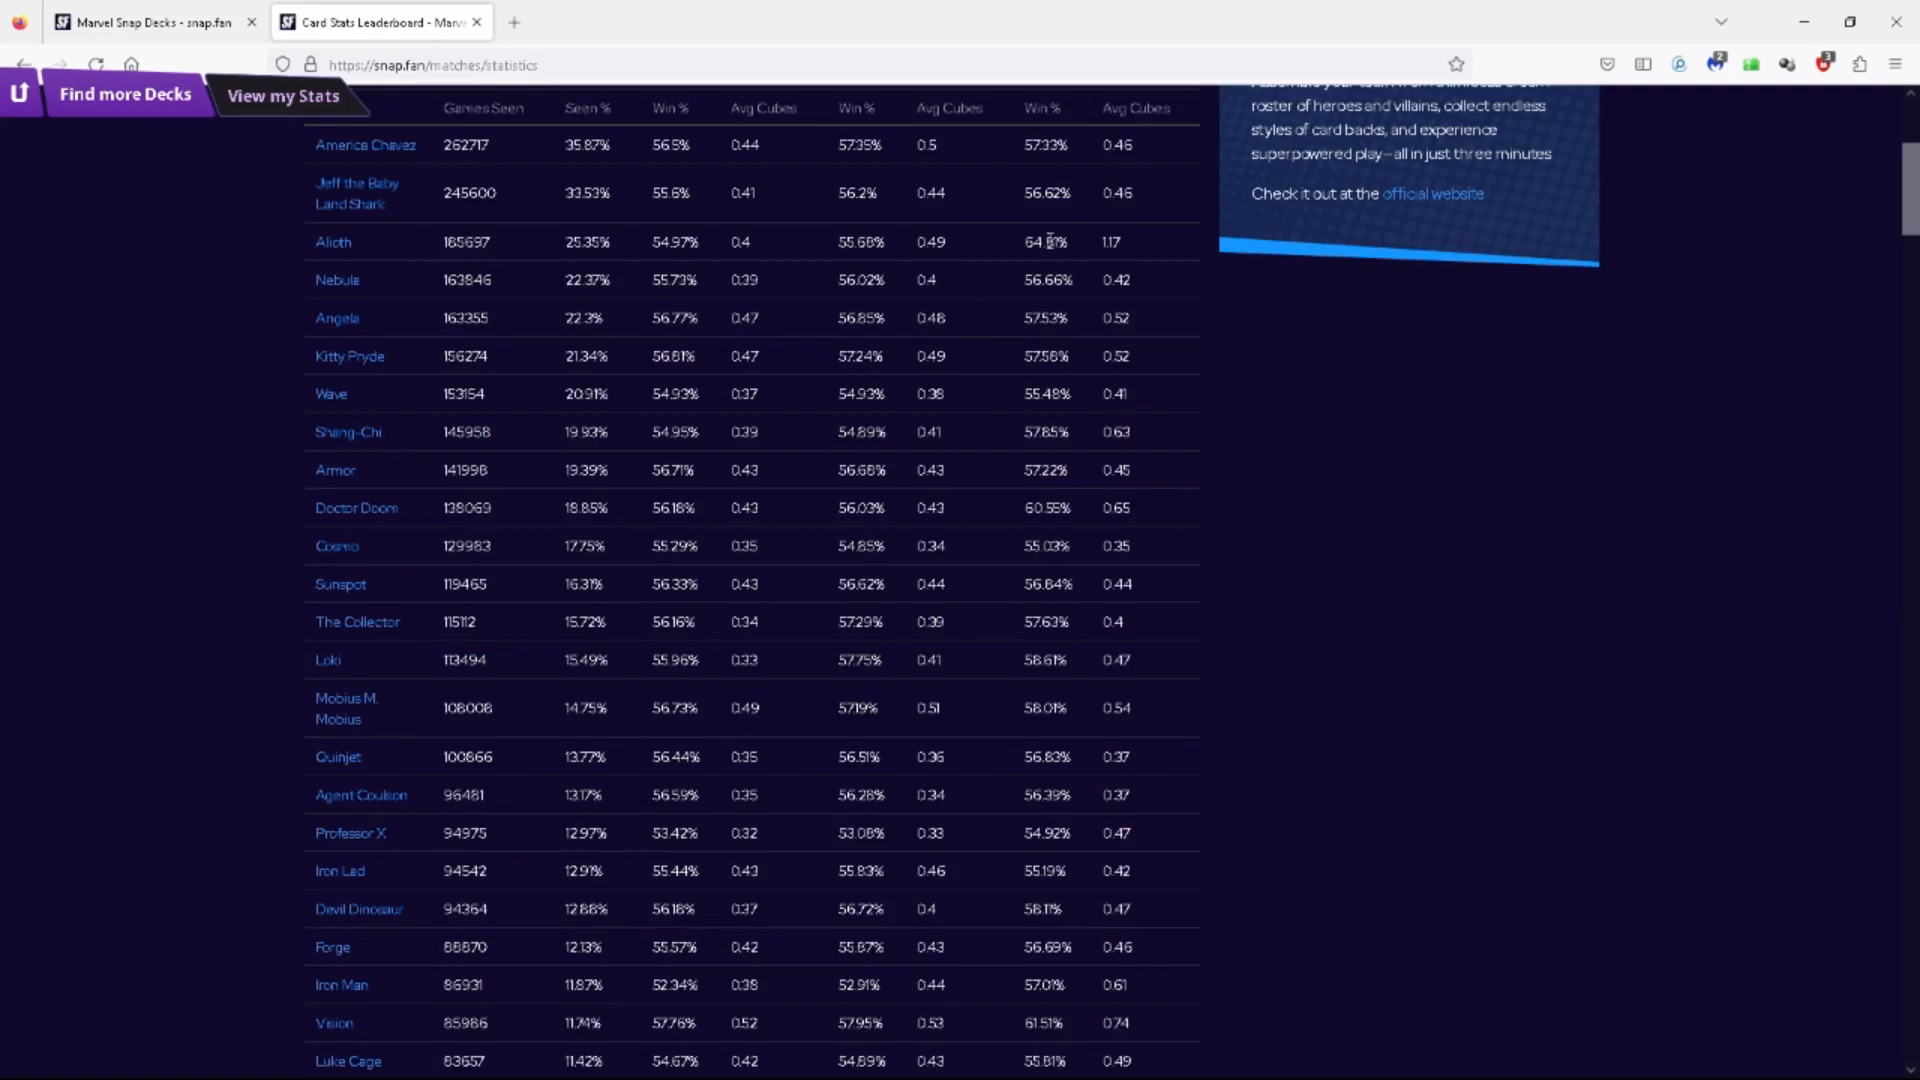 Marvel Snap Decks - snap.fan
Card Stats Leaderboard - Marv
https://snap.fan/matches/statistics
2
3
Find more Decks
View my Stats
Games Seen Seen % Win % Avg Cubes Win % Avg Cubes Win % Avg Cubes
America Chavez 262717 35.87% 56.5% 0.44 57.35% 0.5 57.33% 0.46
Jeff the Baby
Land Shark 245600 33.53% 55.6% 0.41 56.2% 0.44 56.62% 0.46
Alioth 185697 25.35% 54.97% 0.4 55.68% 0.49 1.17
Nebula 163846 22.37% 55.73% 0.39 56.02% 0.4 56.66% 0.42
Angela 163355 22.3% 56.77% 0.47 56.85% 0.48 57.53% 0.52
Kitty Pryde 156274 21.34% 56.81% 0.47 57.24% 0.49 57.58% 0.52
Wave 153154 20.91% 54.93% 0.37 54.93% 0.38 55.48% 0.41
Shang-Chi 145958 19.93% 54.95% 0.39 54.89% 0.41 57.85% 0.63
Armor 141998 19.39% 56.71% 0.43 56.68% 0.43 57.22% 0.45
Doctor Doom 138069 18.85% 56.18% 0.43 56.03% 0.43 60.55% 0.65
Cosmo 129983 17.75% 55.29% 0.35 54.85% 0.34 55.03% 0.35
Sunspot 119465 16.31% 56.33% 0.43 56.62% 0.44 56.84% 0.44
The Collector 115112 15.72% 56.16% 0.34 57.29% 0.39 57.63% 0.4
Loki 113494 15.49% 55.96% 0.33 57.75% 0.41 58.61% 0.47
Mobius M.
Mobius 108008 14.75% 56.73% 0.49 57.19% 0.51 58.01% 0.54
Quinjet 100866 13.77% 56.44% 0.35 56.51% 0.36 56.83% 0.37
Agent Coulson 96481 13.17% 56.59% 0.35 56.28% 0.34 56.39% 0.37
Professor X 94975 12.97% 53.42% 0.32 53.08% 0.33 54.92% 0.47
Iron Lad 94542 12.91% 55.44% 0.43 55.83% 0.46 55.19% 0.42
Devil Dinosaur 94364 12.88% 56.18% 0.37 56.72% 0.4 58.11% 0.47
Forge 88870 12.13% 55.57% 0.42 55.87% 0.43 56.69% 0.46
Iron Man 86931 11.87% 52.34% 0.38 52.91% 0.44 57.01% 0.61
Vision 85986 11.74% 57.76% 0.52 57.95% 0.53 61.51% 0.74
Luke Cage 83657 11.42% 54.67% 0.42 54.89% 0.43 55.81% 0.49
roster of heroes and villains, collect endless
styles of card backs, and experience
superpowered play—all in just three minutes
Check it out at the official website